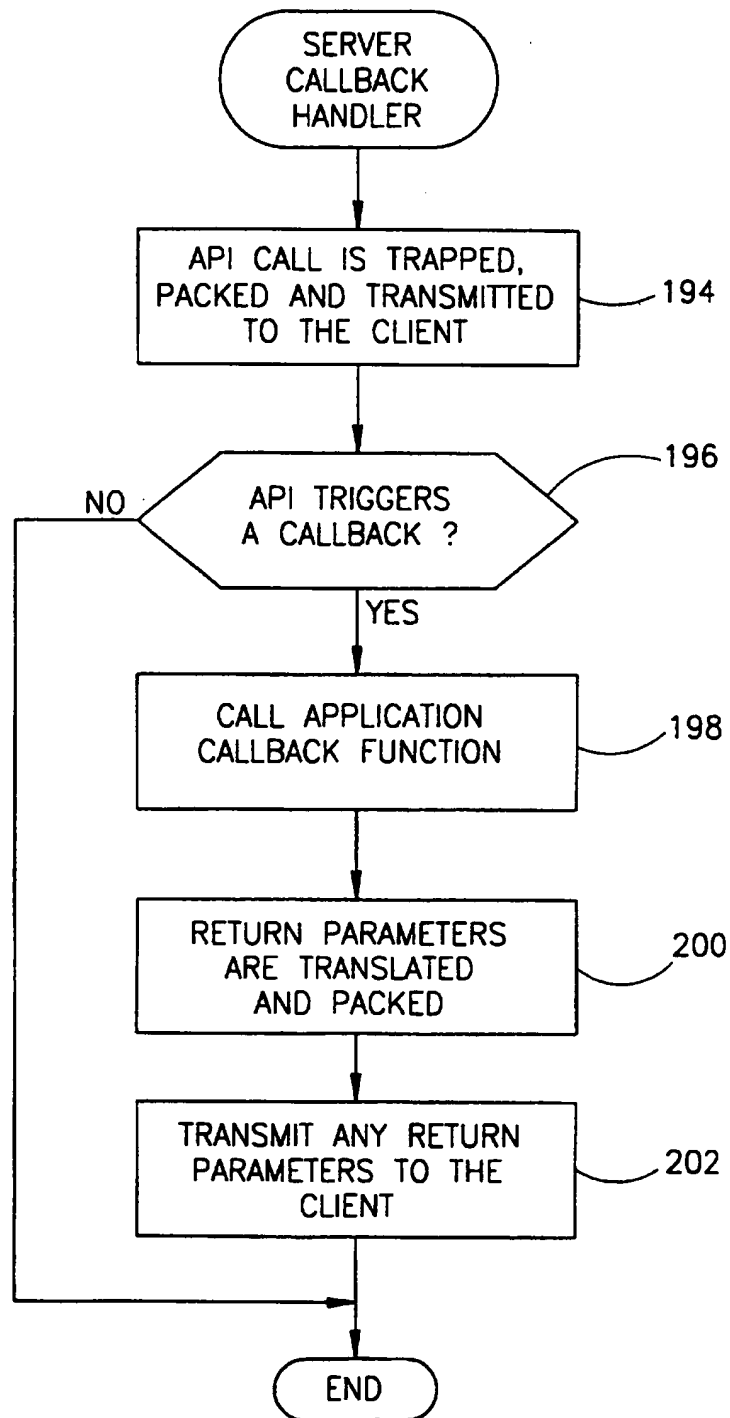 SERVER
CALLBACK
HANDLER
API CALL IS TRAPPED,
PACKED AND TRANSMITTED
TO THE CLIENT
194
API TRIGGERS
A CALLBACK ?
196
NO
YES
CALL APPLICATION
CALLBACK FUNCTION
198
RETURN PARAMETERS
ARE TRANSLATED
AND PACKED
200
TRANSMIT ANY RETURN
PARAMETERS TO THE
CLIENT
202
END